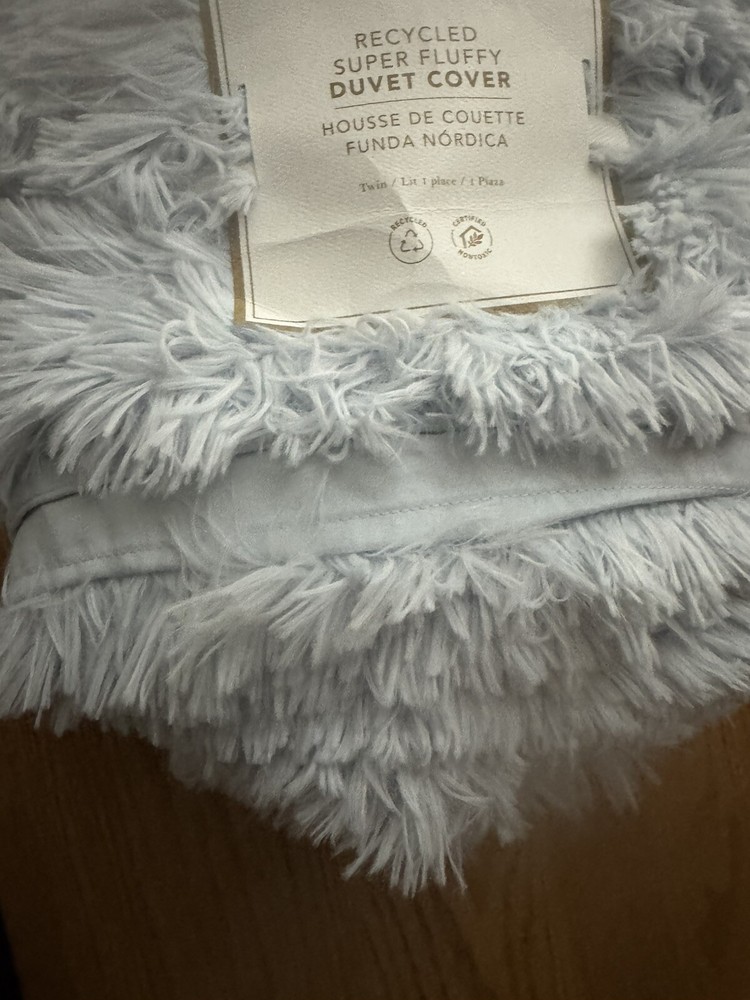 RECYCLED
SUPER FLUFFY
DUVET COVER
HOUSSE DE COUETTE
FUNDA NÓRDICA
Twin / Lit 1 place / 1 Plaza
RECYCLED
CERTIFIED
NONTOXIC